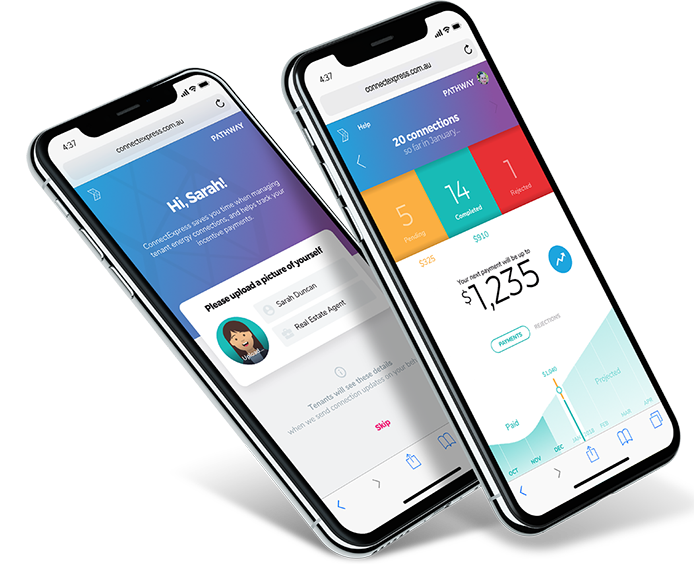 4:37
connectexpress.com.au
PATHWAY
Hi, Sarah!
ConnectExpress saves you time when managing
tenant energy connections, and helps track your
incentive payments.
Please upload a picture of yourself
Upload...
Sarah Duncan
Real Estate Agent
Tenants will see these details
when we send connection updates on your
Skip
4:37
connectexpress.com.au
PATHWAY
Help
20 connections
so far in January...
5
Pending
14
Completed
1
Rejected
$325
$910
Your next payment will be up to
$1,235
PAYMENTS
REJECTIONS
$1,040
Paid
Projected
OCT
NOV
DEC
JAN
FEB
MAR
APR